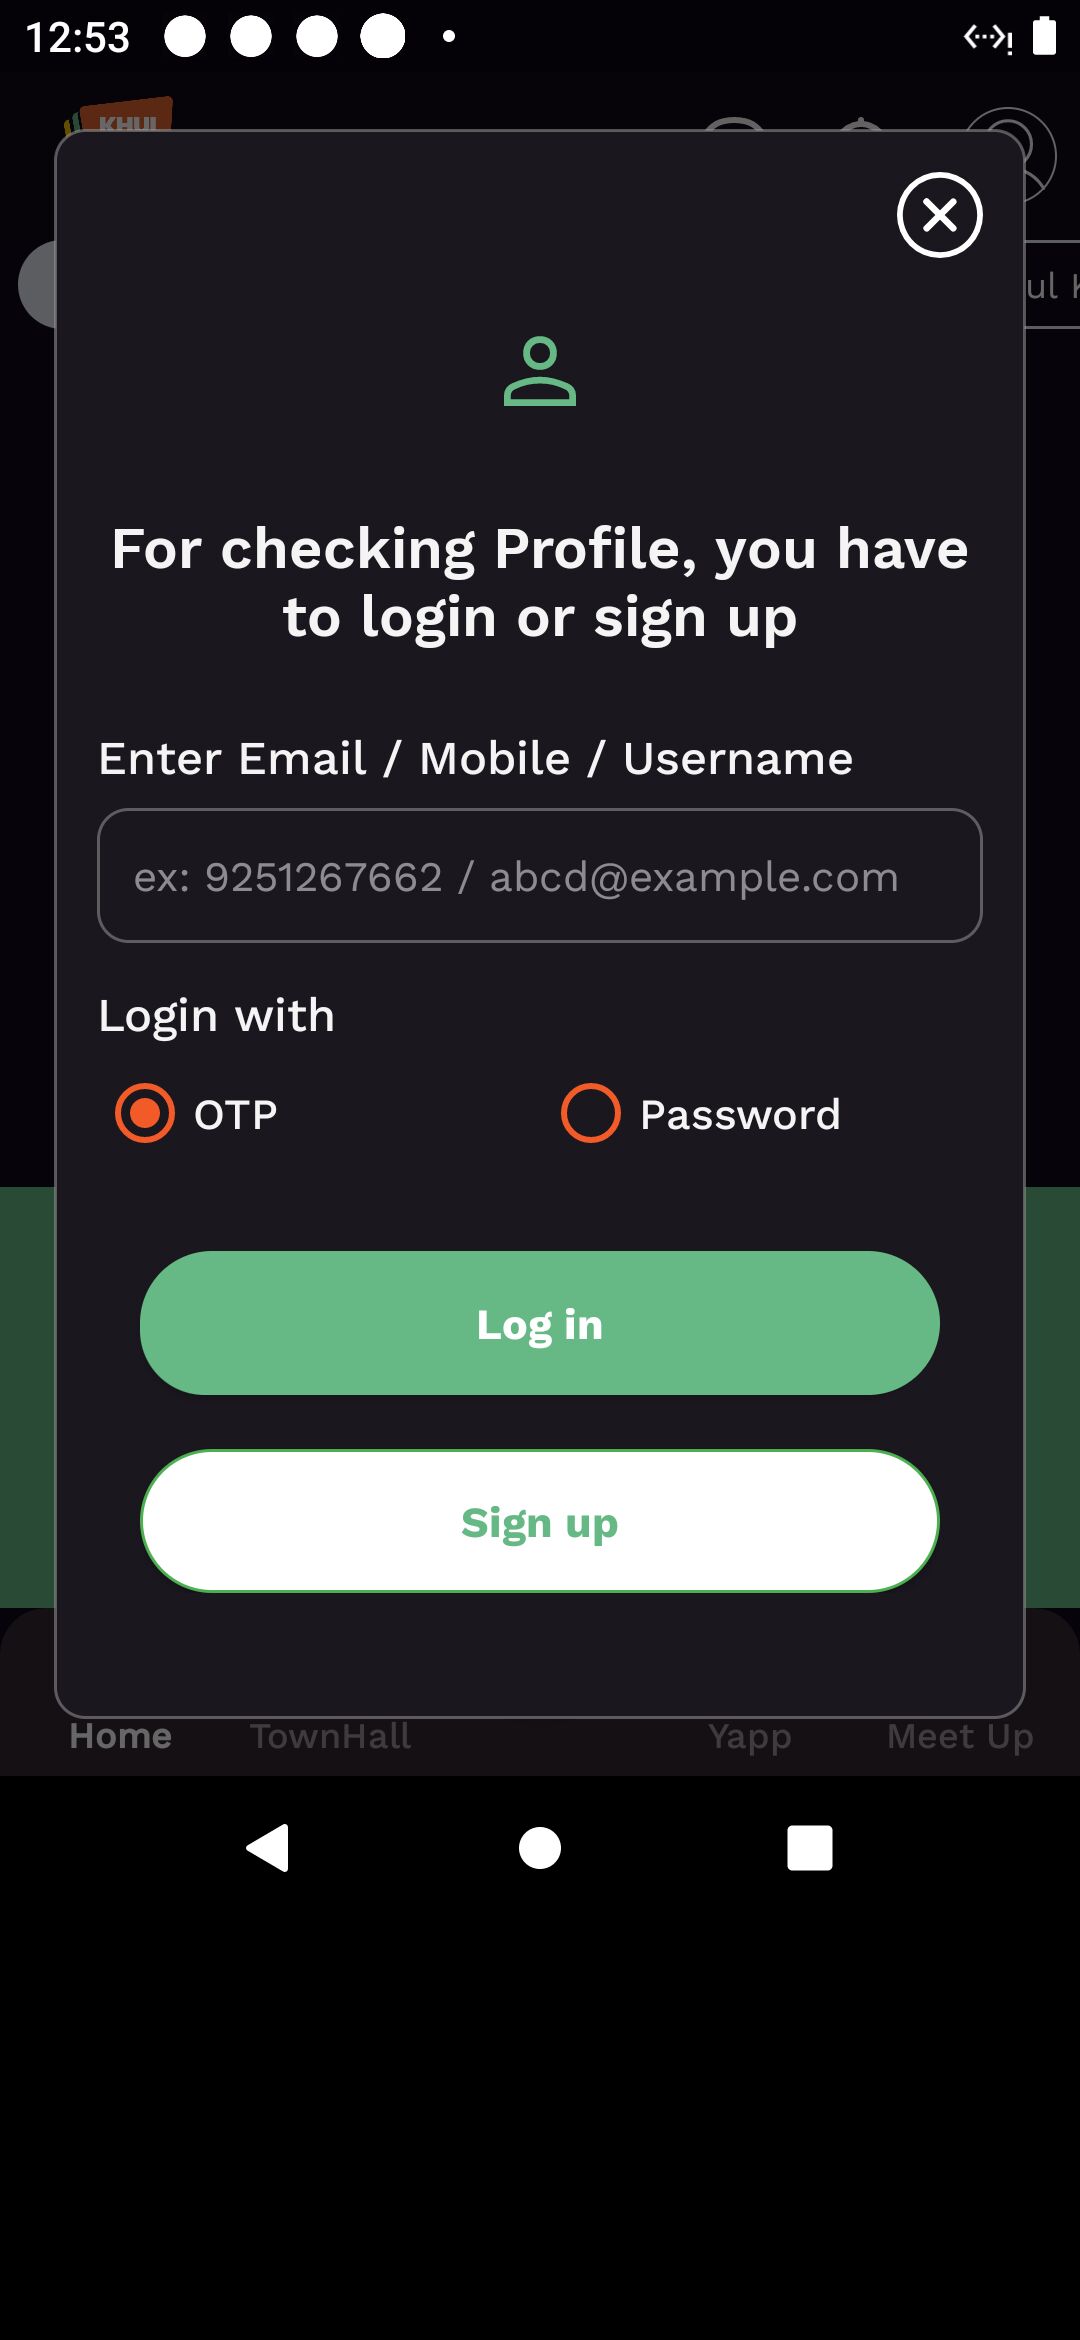 12:53
KHUL
ul K
For checking Profile, you have
to login or sign up
Enter Email / Mobile / Username
ex: 9251267662 / abcd@example.com
Login with
OTP Password
Log in
Sign up
Home TownHall Yapp Meet Up